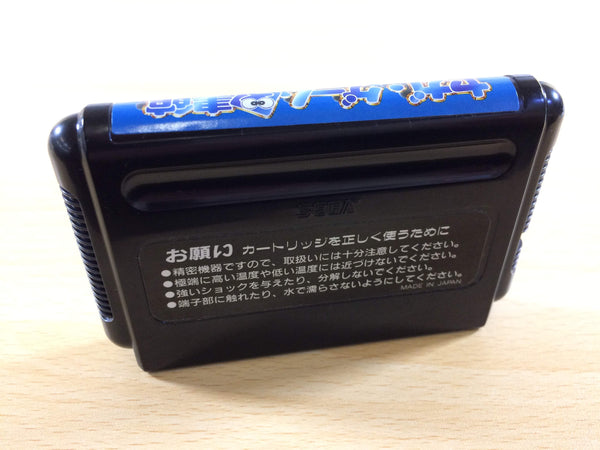 SEGA
お願い カートリッジを正しく使うために
●精密機器ですので、取扱いには十分注意してください。
●極端に高い温度や低い温度には近づけないでください。
●強いショックを与えたり、分解しないでください。
●端子部に触れたり、水で濡らさないようにしてください。
MADE IN JAPAN